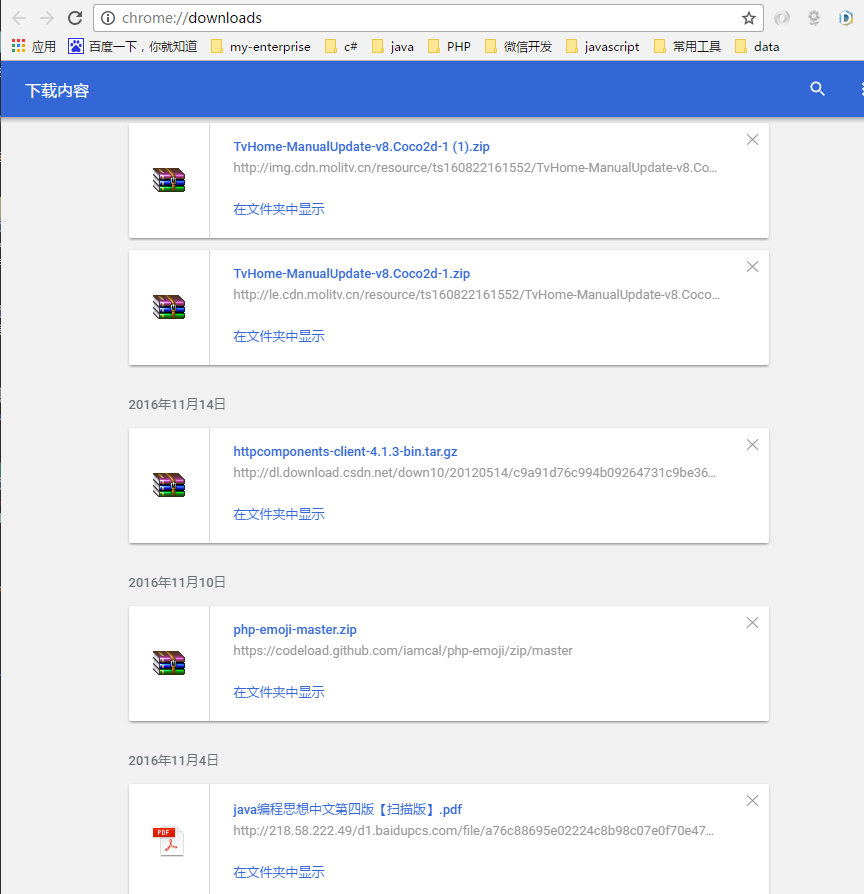 chrome://downloads
应用 百度一下，你就知道 my-enterprise c# java PHP 微信开发 javascript 常用工具 data
下载内容
TvHome-ManualUpdate-v8.Coco2d-1 (1).zip
http://img.cdn.molitv.cn/resource/ts160822161552/TvHome-ManualUpdate-v8.Co...
在文件夹中显示
TvHome-ManualUpdate-v8.Coco2d-1.zip
http://le.cdn.molitv.cn/resource/ts160822161552/TvHome-ManualUpdate-v8.Coco...
在文件夹中显示
2016年11月14日
httpcomponents-client-4.1.3-bin.tar.gz
http://dl.download.csdn.net/down10/20120514/c9a91d76c994b09264731c9be36...
在文件夹中显示
2016年11月10日
php-emoji-master.zip
https://codeload.github.com/iamcal/php-emoji/zip/master
在文件夹中显示
2016年11月4日
java编程思想中文第四版【扫描版】.pdf
PDF
http://218.58.222.49/d1.baidupcs.com/file/a76c88695e02224c8b98c07e0f70e47...
在文件夹中显示